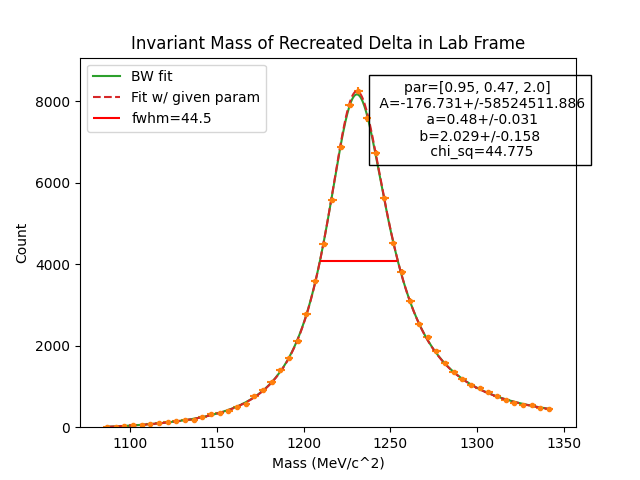 Invariant Mass of Recreated Delta in Lab Frame
BW fit
Fit w/ given param
fwhm=44.5
par=[0.95, 0.47, 2.0]
A=-176.731+/-58524511.886
a=0.48+/-0.031
b=2.029+/-0.158
chi_sq=44.775
Count
8000
6000
4000
2000
0
1100
1150
1200
1250
1300
1350
Mass (MeV/c^2)